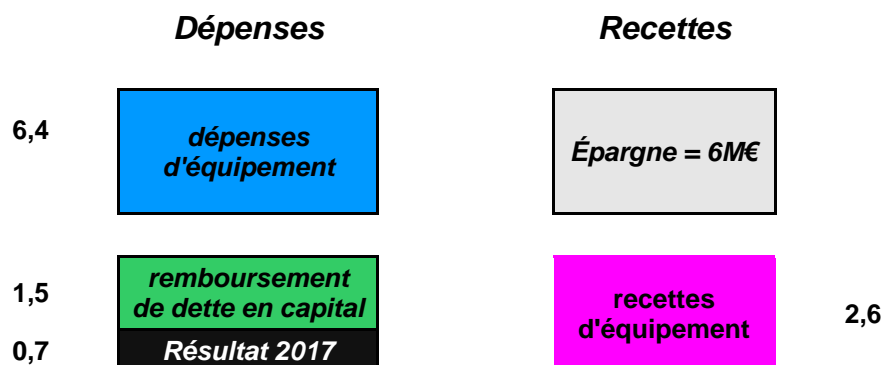 Dépenses
Recettes
6,4
dépenses
d'équipement
Épargne = 6M€
1,5
remboursement
de dette en capital
recettes
d'équipement
2,6
0,7
Résultat 2017